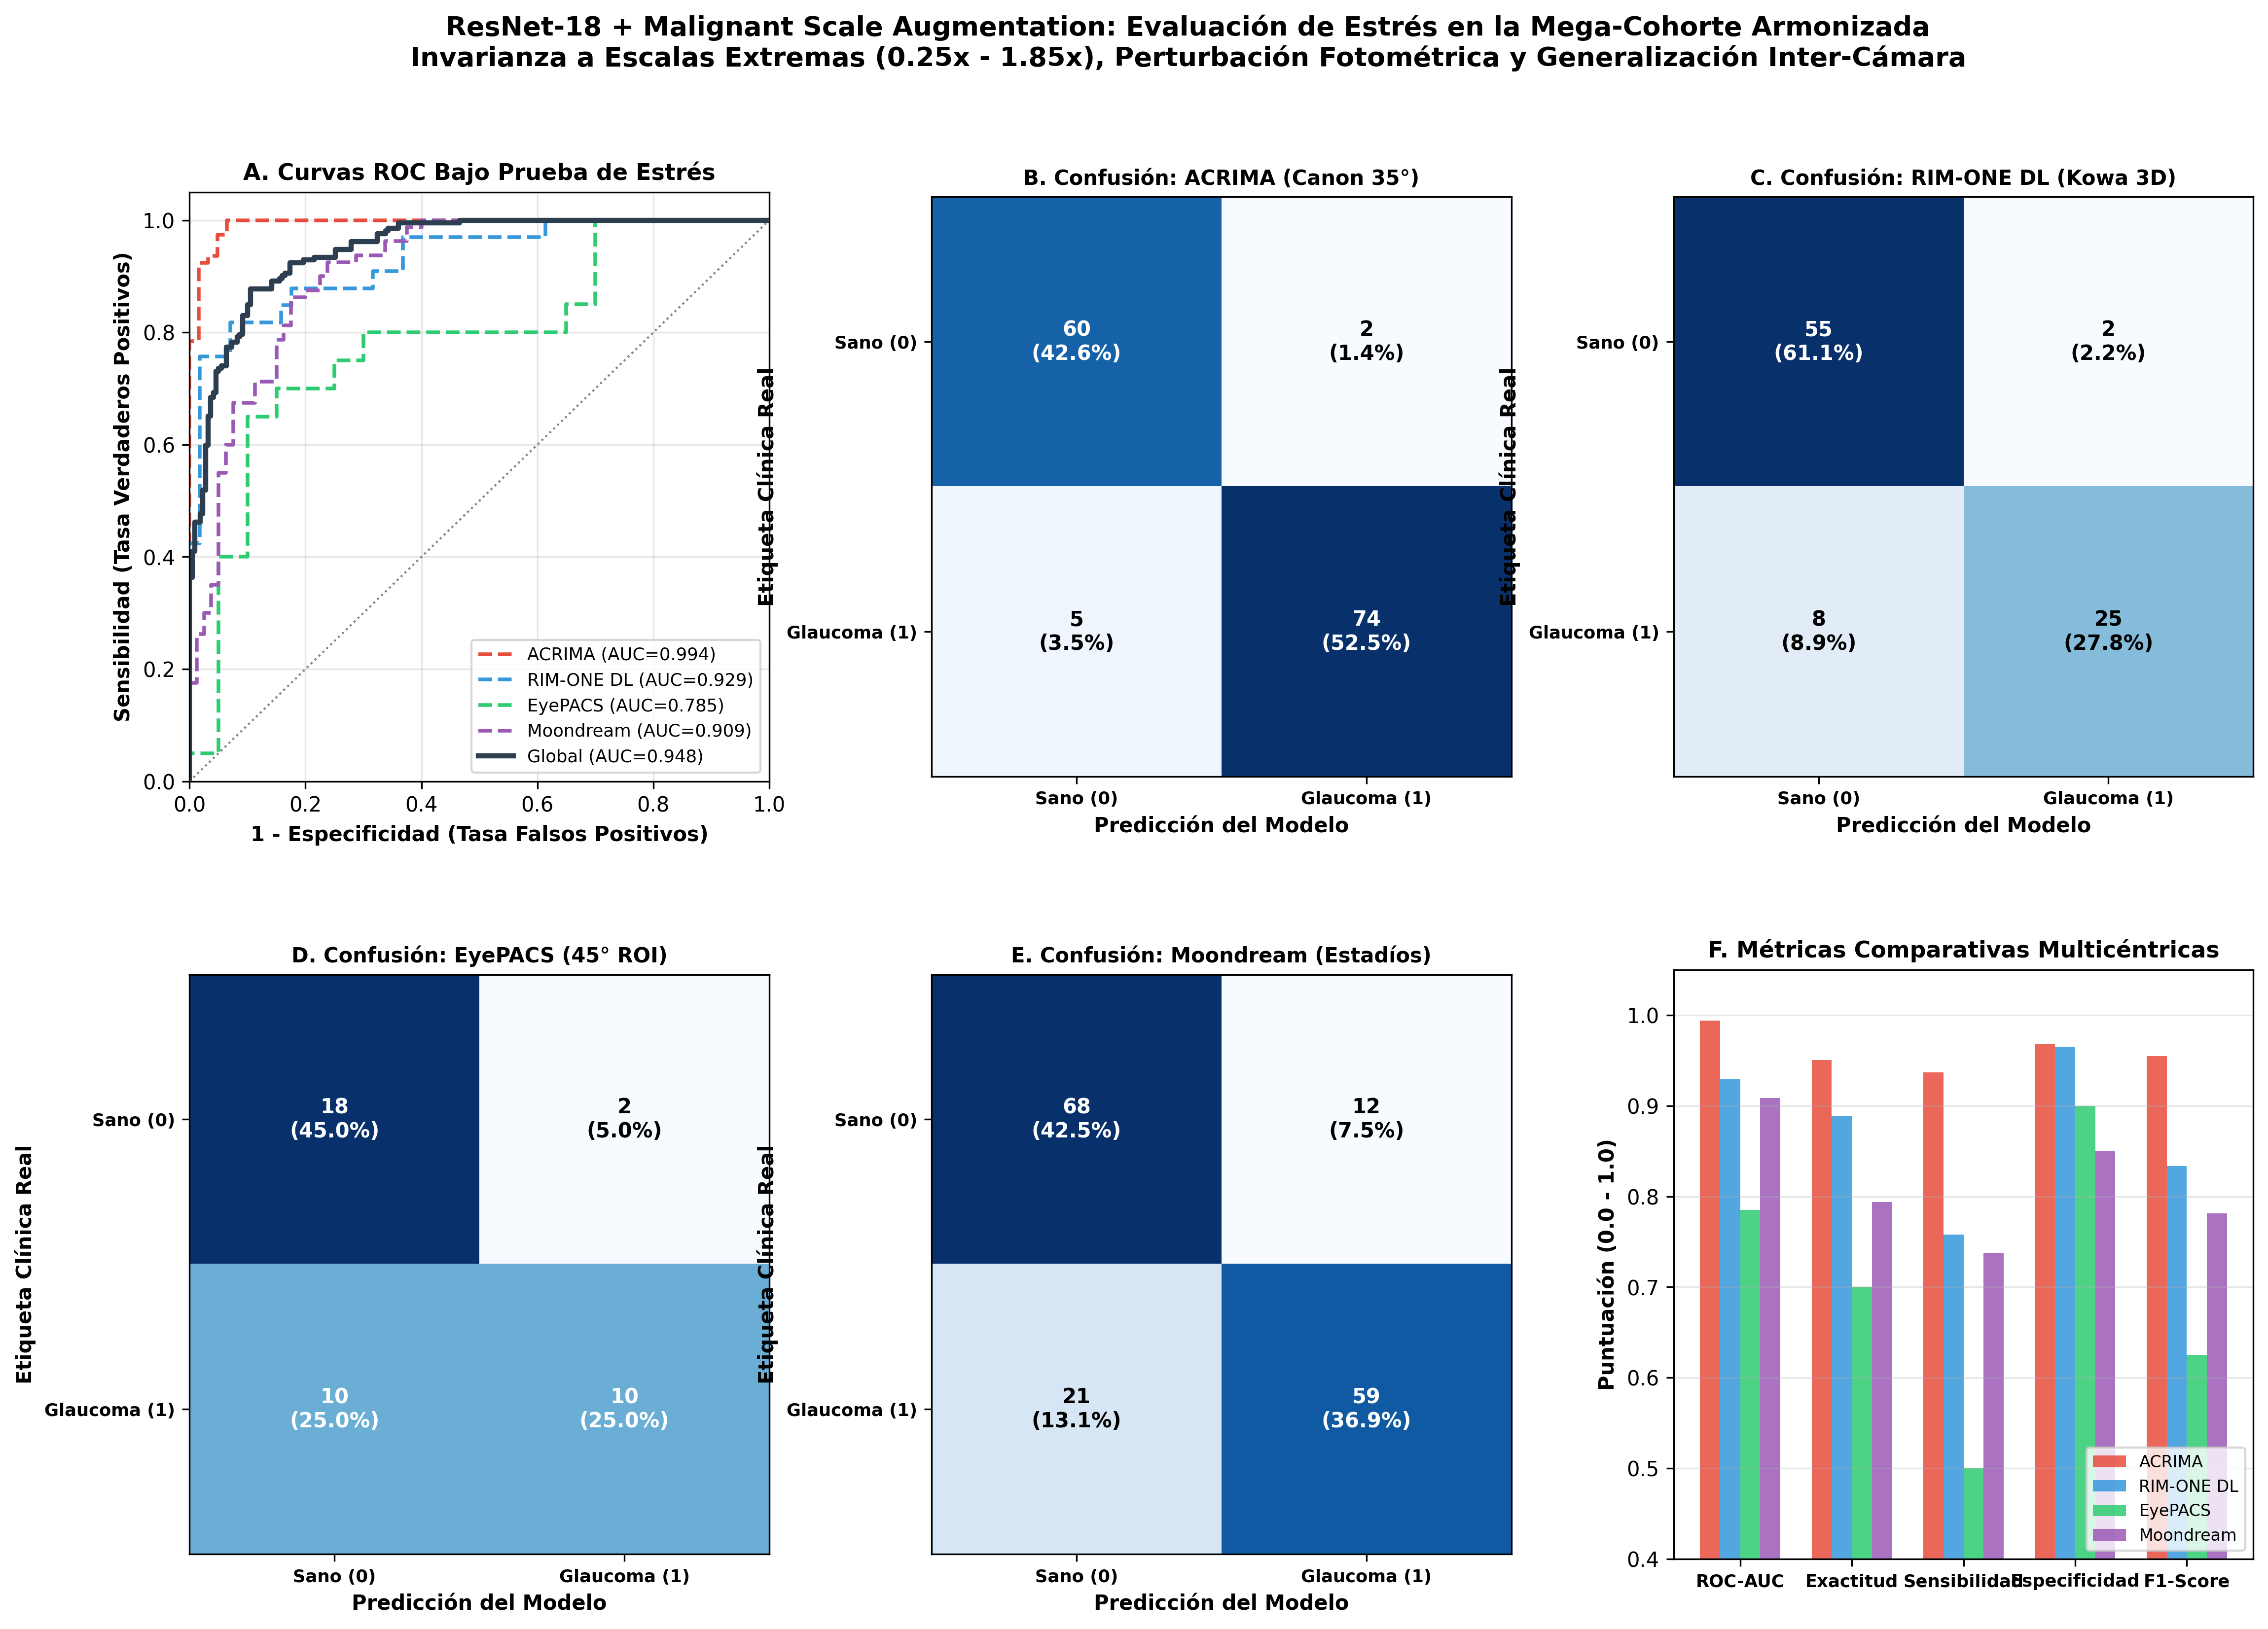 ResNet-18 + Malignant Scale Augmentation: Evaluación de Estrés en la Mega-Cohorte Armonizada
Invarianza a Escalas Extremas (0.25x - 1.85x), Perturbación Fotométrica y Generalización Inter-Cámara
A. Curvas ROC Bajo Prueba de Estrés
Sensibilidad (Tasa Verdaderos Positivos)
1.0
0.8
0.6
0.4
0.2
0.0
ACRIMA (AUC=0.994)
RIM-ONE DL (AUC=0.929)
EyePACS (AUC=0.785)
Moondream (AUC=0.909)
Global (AUC=0.948)
0.0 0.2 0.4 0.6 0.8 1.0
1 - Especificidad (Tasa Falsos Positivos)
B. Confusión: ACRIMA (Canon 35°)
Etiqueta Clínica Real
Sano (0)
60
(42.6%)
2
(1.4%)
Glaucoma (1)
5
(3.5%)
74
(52.5%)
Sano (0) Glaucoma (1)
Predicción del Modelo
C. Confusión: RIM-ONE DL (Kowa 3D)
Etiqueta Clínica Real
Sano (0)
55
(61.1%)
2
(2.2%)
Glaucoma (1)
8
(8.9%)
25
(27.8%)
Sano (0) Glaucoma (1)
Predicción del Modelo
D. Confusión: EyePACS (45° ROI)
Etiqueta Clínica Real
Sano (0)
18
(45.0%)
2
(5.0%)
Glaucoma (1)
10
(25.0%)
10
(25.0%)
Sano (0) Glaucoma (1)
Predicción del Modelo
E. Confusión: Moondream (Estadíos)
Etiqueta Clínica Real
Sano (0)
68
(42.5%)
12
(7.5%)
Glaucoma (1)
21
(13.1%)
59
(36.9%)
Sano (0) Glaucoma (1)
Predicción del Modelo
F. Métricas Comparativas Multicéntricas
Puntuación (0.0 - 1.0)
1.0
0.9
0.8
0.7
0.6
0.5
0.4
ACRIMA
RIM-ONE DL
EyePACS
Moondream
ROC-AUC Exactitud Sensibilidad Especificidad F1-Score